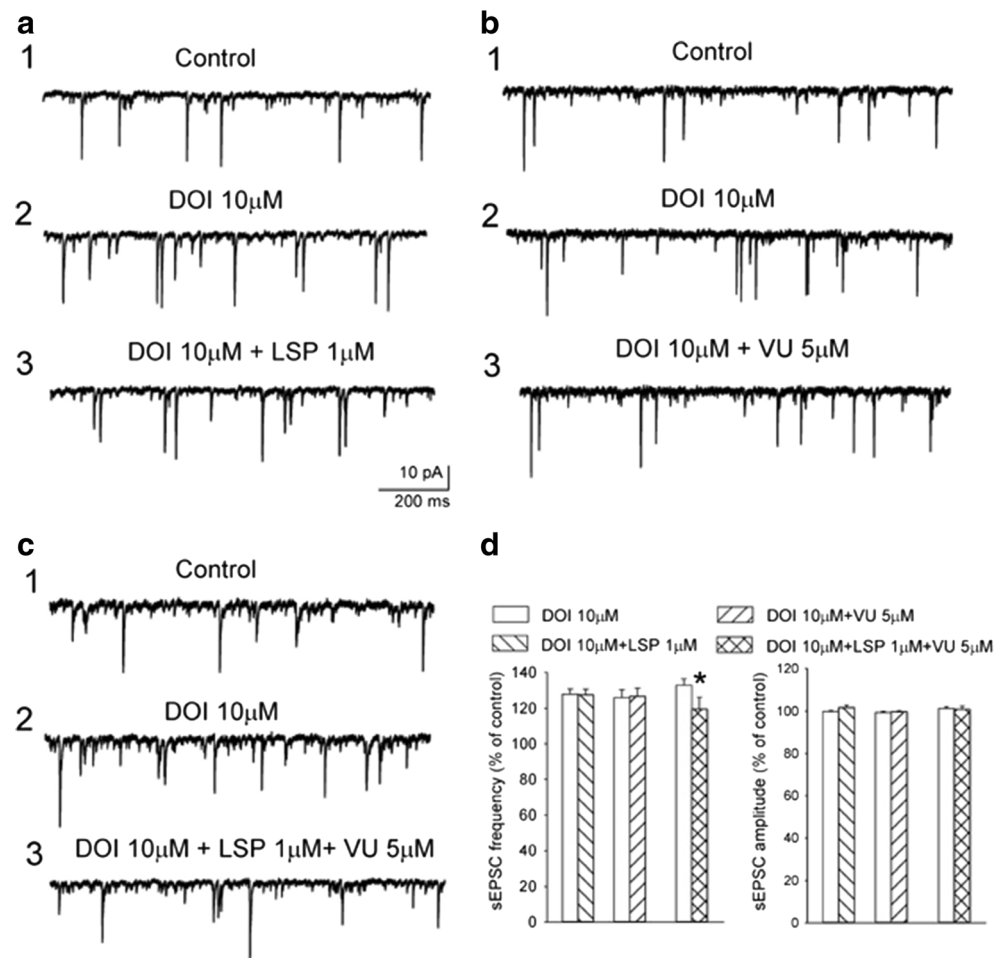 a
1
Control
2
DOI 10μM
3
DOI 10μM + LSP 1μM
10 pA
200 ms
b
1
Control
2
DOI 10μM
3
DOI 10μM + VU 5μM
c
1
Control
2
DOI 10μM
3
DOI 10μM + LSP 1μM+ VU 5μM
d
DOI 10μM
DOI 10μM+VU 5μM
DOI 10μM+LSP 1μM
DOI 10μM+LSP 1μM+VU 5μM
sEPSC frequency (% of control)
140
120
100
80
60
40
20
0
*
sEPSC amplitude (% of control)
120
100
80
60
40
20
0